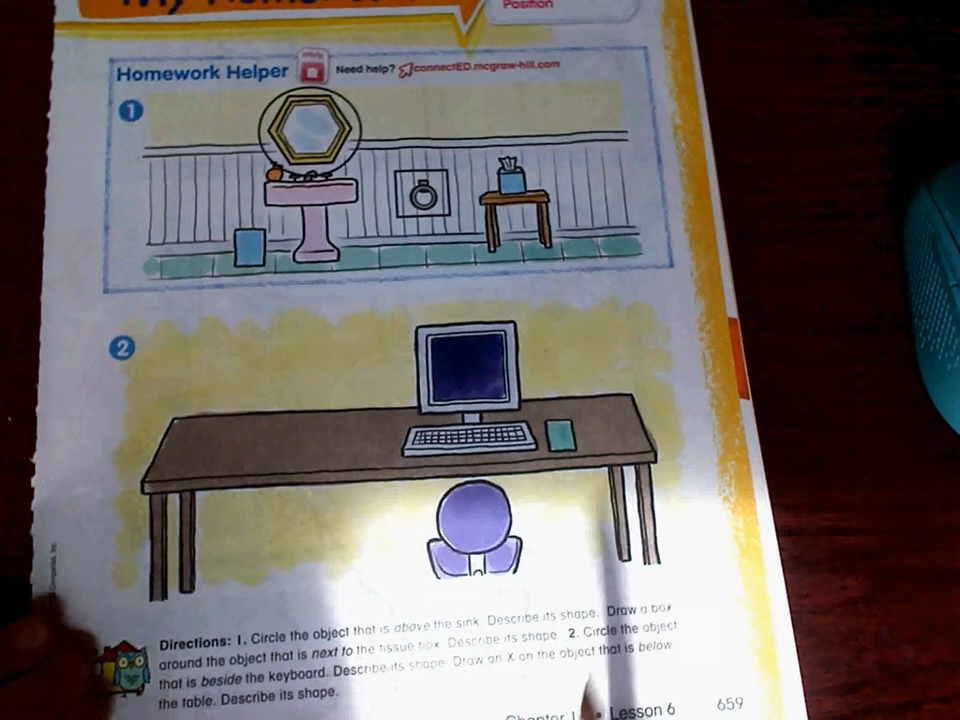 My
Position
Homework Helper
Need help? connectED.mcgraw-hill.com
1
2
Directions: 1. Circle the object that is above the sink. Describe its shape. Draw a box
around the object that is next to the tissue box. Describe its shape. 2. Circle the object
that is beside the keyboard. Describe its shape. Draw an X on the object that is below
the table. Describe its shape.
Chapter • Lesson 6 659